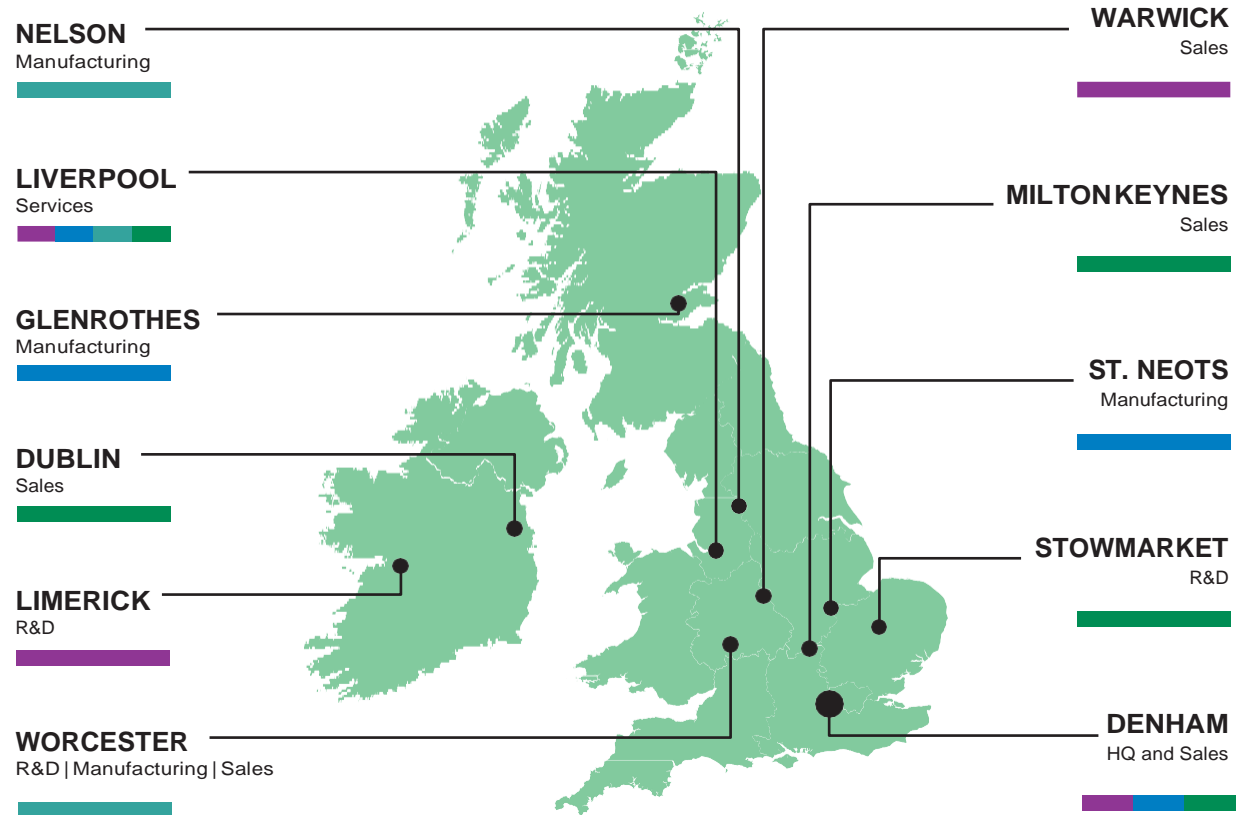 NELSON
Manufacturing
LIVERPOOL
Services
GLENROTHES
Manufacturing
DUBLIN
Sales
LIMERICK
R&D
WORCESTER
R&D | Manufacturing | Sales
WARWICK
Sales
MILTON KEYNES
Sales
ST. NEOTS
Manufacturing
STOWMARKET
R&D
DENHAM
HQ and Sales